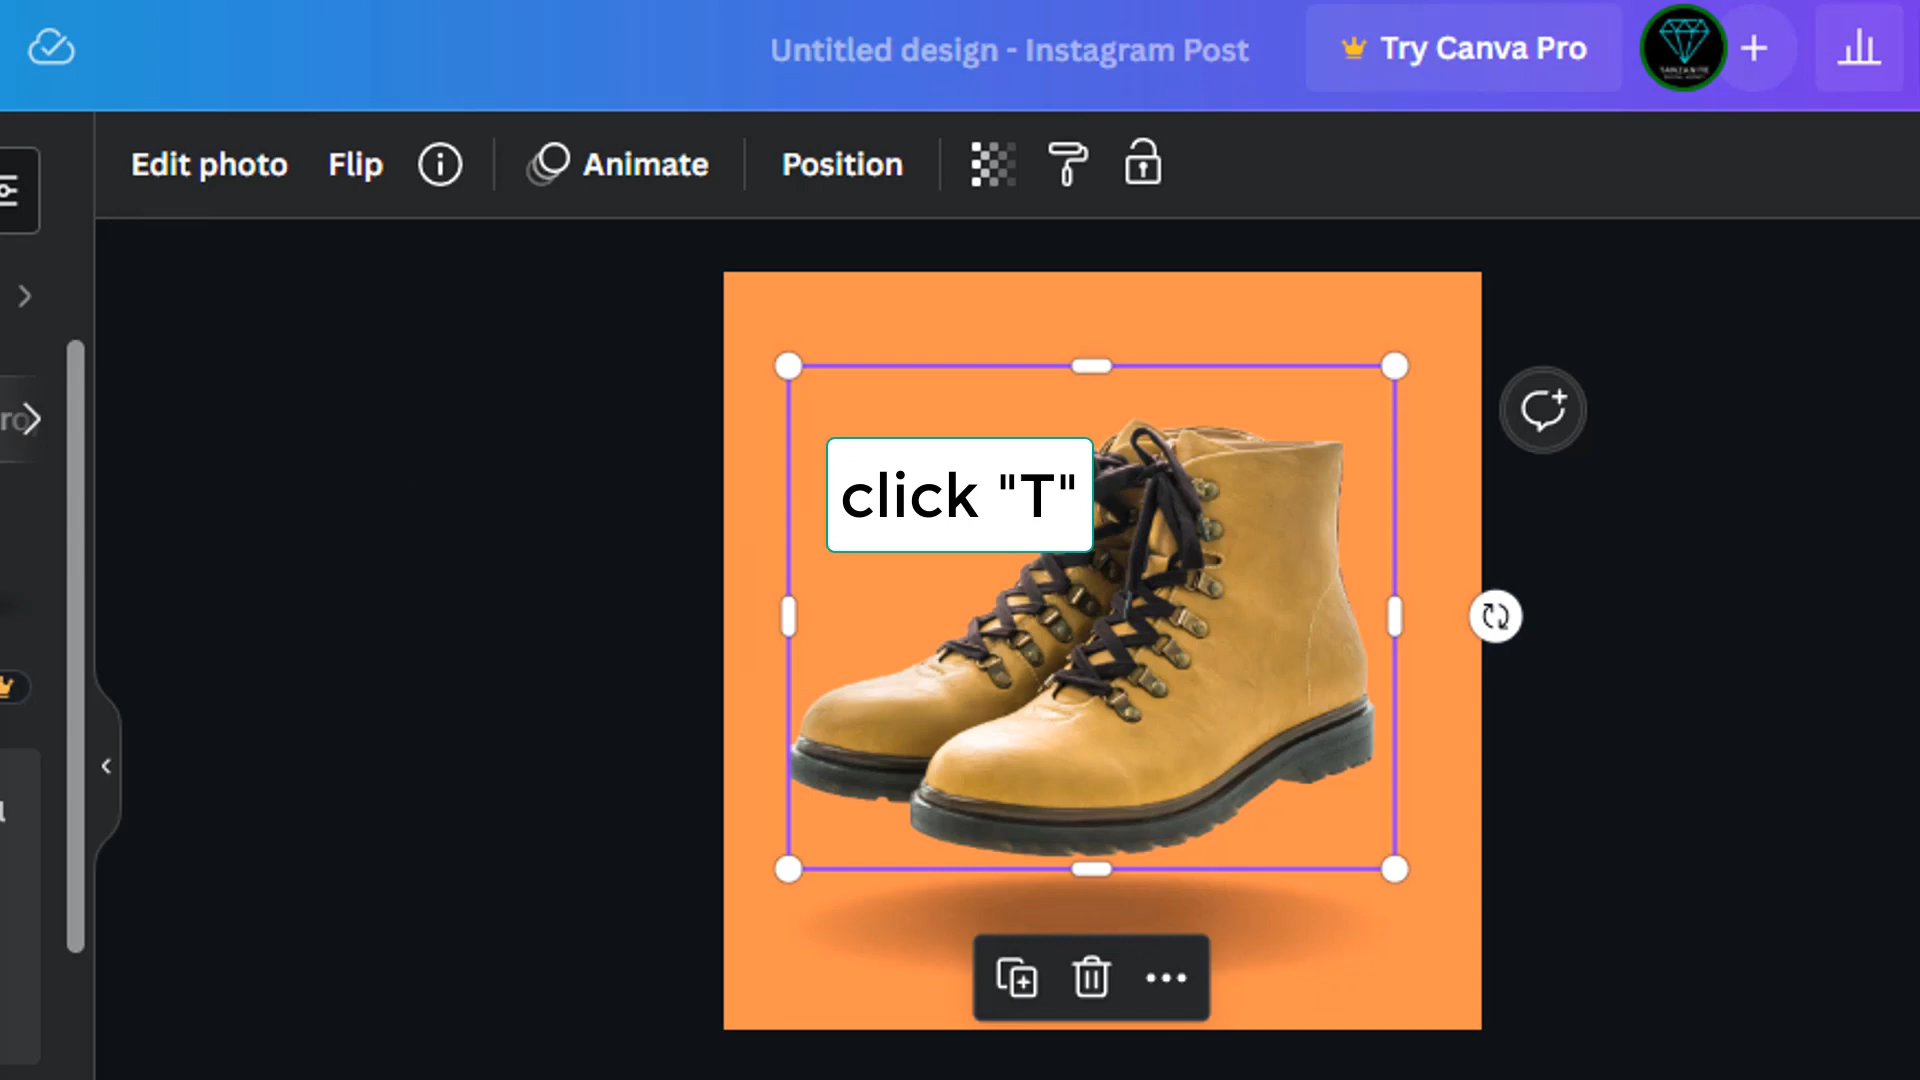 Untitled design - Instagram Post
Try Canva Pro
Edit photo
Flip
Animate
Position
click "T"